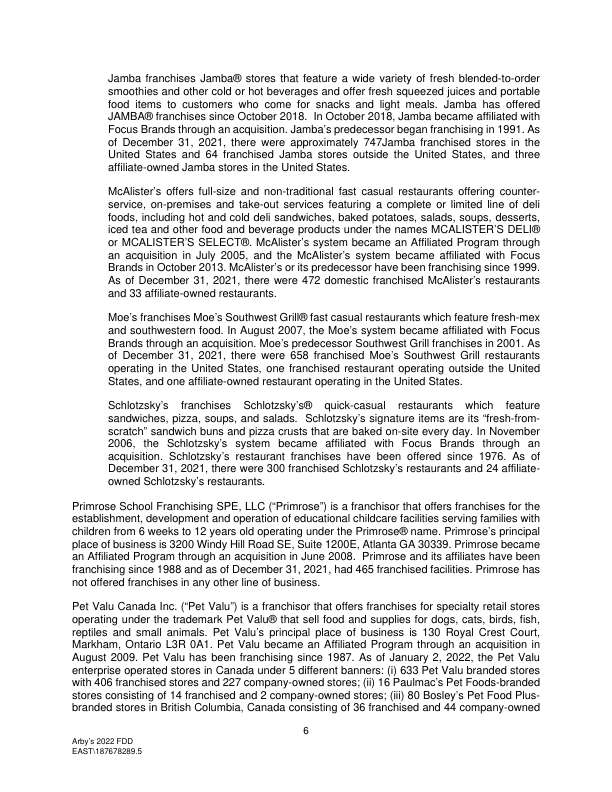 Jamba franchises Jamba® stores that feature a wide variety of fresh blended-to-order
smoothies and other cold or hot beverages and offer fresh squeezed juices and portable
food items to customers who come for snacks and light meals. Jamba has offered
JAMBA® franchises since October 2018.  In October 2018, Jamba became affiliated with
Focus Brands through an acquisition. Jamba's predecessor began franchising in 1991. As
of December 31, 2021, there were approximately 747Jamba franchised stores in the
United States and 64 franchised Jamba stores outside the United States, and three
affiliate-owned Jamba stores in the United States.
McAlister's offers full-size and non-traditional fast casual restaurants offering counter-
service, on-premises and take-out services featuring a complete or limited line of deli
foods, including hot and cold deli sandwiches, baked potatoes, salads, soups, desserts,
iced tea and other food and beverage products under the names MCALISTER'S DELI®
or MCALISTER'S SELECT®. McAlister's system became an Affiliated Program through
an acquisition in July 2005, and the McAlister's system became affiliated with Focus
Brands in October 2013. McAlister's or its predecessor have been franchising since 1999.
As of December 31, 2021, there were 472 domestic franchised McAlister's restaurants
and 33 affiliate-owned restaurants.
Moe's franchises Moe's Southwest Grill® fast casual restaurants which feature fresh-mex
and southwestern food. In August 2007, the Moe's system became affiliated with Focus
Brands through an acquisition. Moe's predecessor Southwest Grill franchises in 2001. As
of December 31, 2021, there were 658 franchised Moe's Southwest Grill restaurants
operating in the United States, one franchised restaurant operating outside the United
States, and one affiliate-owned restaurant operating in the United States.
Schlotzsky's franchises Schlotzsky's® quick-casual restaurants which feature
sandwiches, pizza, soups, and salads.  Schlotzsky's signature items are its "fresh-from-
scratch" sandwich buns and pizza crusts that are baked on-site every day. In November
2006, the Schlotzsky's system became affiliated with Focus Brands through an
acquisition. Schlotzsky's restaurant franchises have been offered since 1976. As of
December 31, 2021, there were 300 franchised Schlotzsky's restaurants and 24 affiliate-
owned Schlotzsky's restaurants.
Primrose School Franchising SPE, LLC ("Primrose") is a franchisor that offers franchises for the
establishment, development and operation of educational childcare facilities serving families with
children from 6 weeks to 12 years old operating under the Primrose® name. Primrose's principal
place of business is 3200 Windy Hill Road SE, Suite 1200E, Atlanta GA 30339. Primrose became
an Affiliated Program through an acquisition in June 2008.  Primrose and its affiliates have been
franchising since 1988 and as of December 31, 2021, had 465 franchised facilities. Primrose has
not offered franchises in any other line of business.
Pet Valu Canada Inc. ("Pet Valu") is a franchisor that offers franchises for specialty retail stores
operating under the trademark Pet Valu® that sell food and supplies for dogs, cats, birds, fish,
reptiles and small animals. Pet Valu's principal place of business is 130 Royal Crest Court,
Markham, Ontario L3R 0A1. Pet Valu became an Affiliated Program through an acquisition in
August 2009. Pet Valu has been franchising since 1987. As of January 2, 2022, the Pet Valu
enterprise operated stores in Canada under 5 different banners: (i) 633 Pet Valu branded stores
with 406 franchised stores and 227 company-owned stores; (ii) 16 Paulmac's Pet Foods-branded
stores consisting of 14 franchised and 2 company-owned stores; (iii) 80 Bosley's Pet Food Plus-
branded stores in British Columbia, Canada consisting of 36 franchised and 44 company-owned
6
Arby's 2022 FDD
EAST\187678289.5